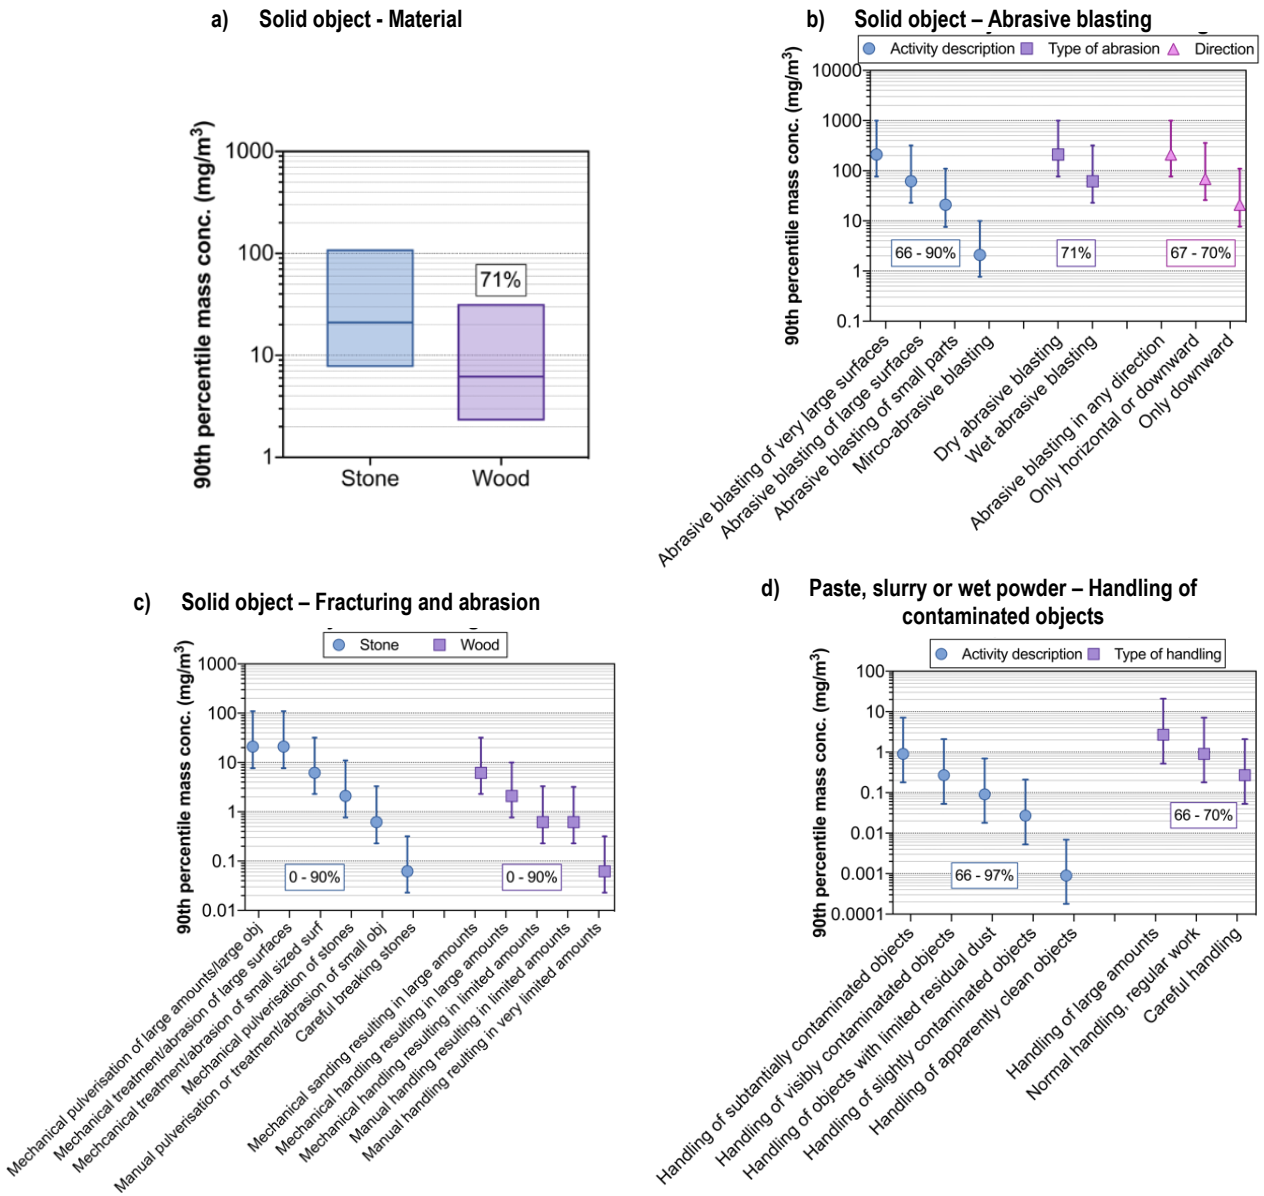 a) Solid object - Material
90th percentile mass conc. (mg/m3)
1000
100
10
1
71%
Stone
Wood
b) Solid object – Abrasive blasting
Activity description
Type of abrasion
Direction
90th percentile mass conc. (mg/m3)
10000
1000
100
10
1
0.1
66 - 90%
71%
67 - 70%
Abrasive blasting of very large surfaces
Abrasive blasting of large surfaces
Abrasive blasting of small parts
Mirco-abrasive blasting
Dry abrasive blasting
Wet abrasive blasting
Abrasive blasting in any direction
Only horizontal or downward
Only downward
c) Solid object – Fracturing and abrasion
Stone
Wood
90th percentile mass conc. (mg/m3)
1000
100
10
1
0.1
0.01
0 - 90%
0 - 90%
Mechanical pulverisation of large amounts/large obj
Mechanical treatment/abrasion of large surfaces
Mechcanical treatment/abrasion of small sized surf
Mechanical pulverisation of stones
Manual pulverisation or treatment/abrasion of small obj
Careful breaking stones
Mechanical sanding resulting in large amounts
Mechanical handling resulting in large amounts
Mechanical handling resulting in limited amounts
Manual handling resulting in limited amounts
Manual handling reulting in very limited amounts
d) Paste, slurry or wet powder – Handling of
contaminated objects
Activity description
Type of handling
90th percentile mass conc. (mg/m3)
100
10
1
0.1
0.01
0.001
0.0001
66 - 97%
66 - 70%
Handling of subtantially contaminated objects
Handling of visibly contaminatated objects
Handling of objects with limited residual dust
Handling of slightly contaminated objects
Handling of apparently clean objects
Handling of large amounts
Normal handling, regular work
Careful handling